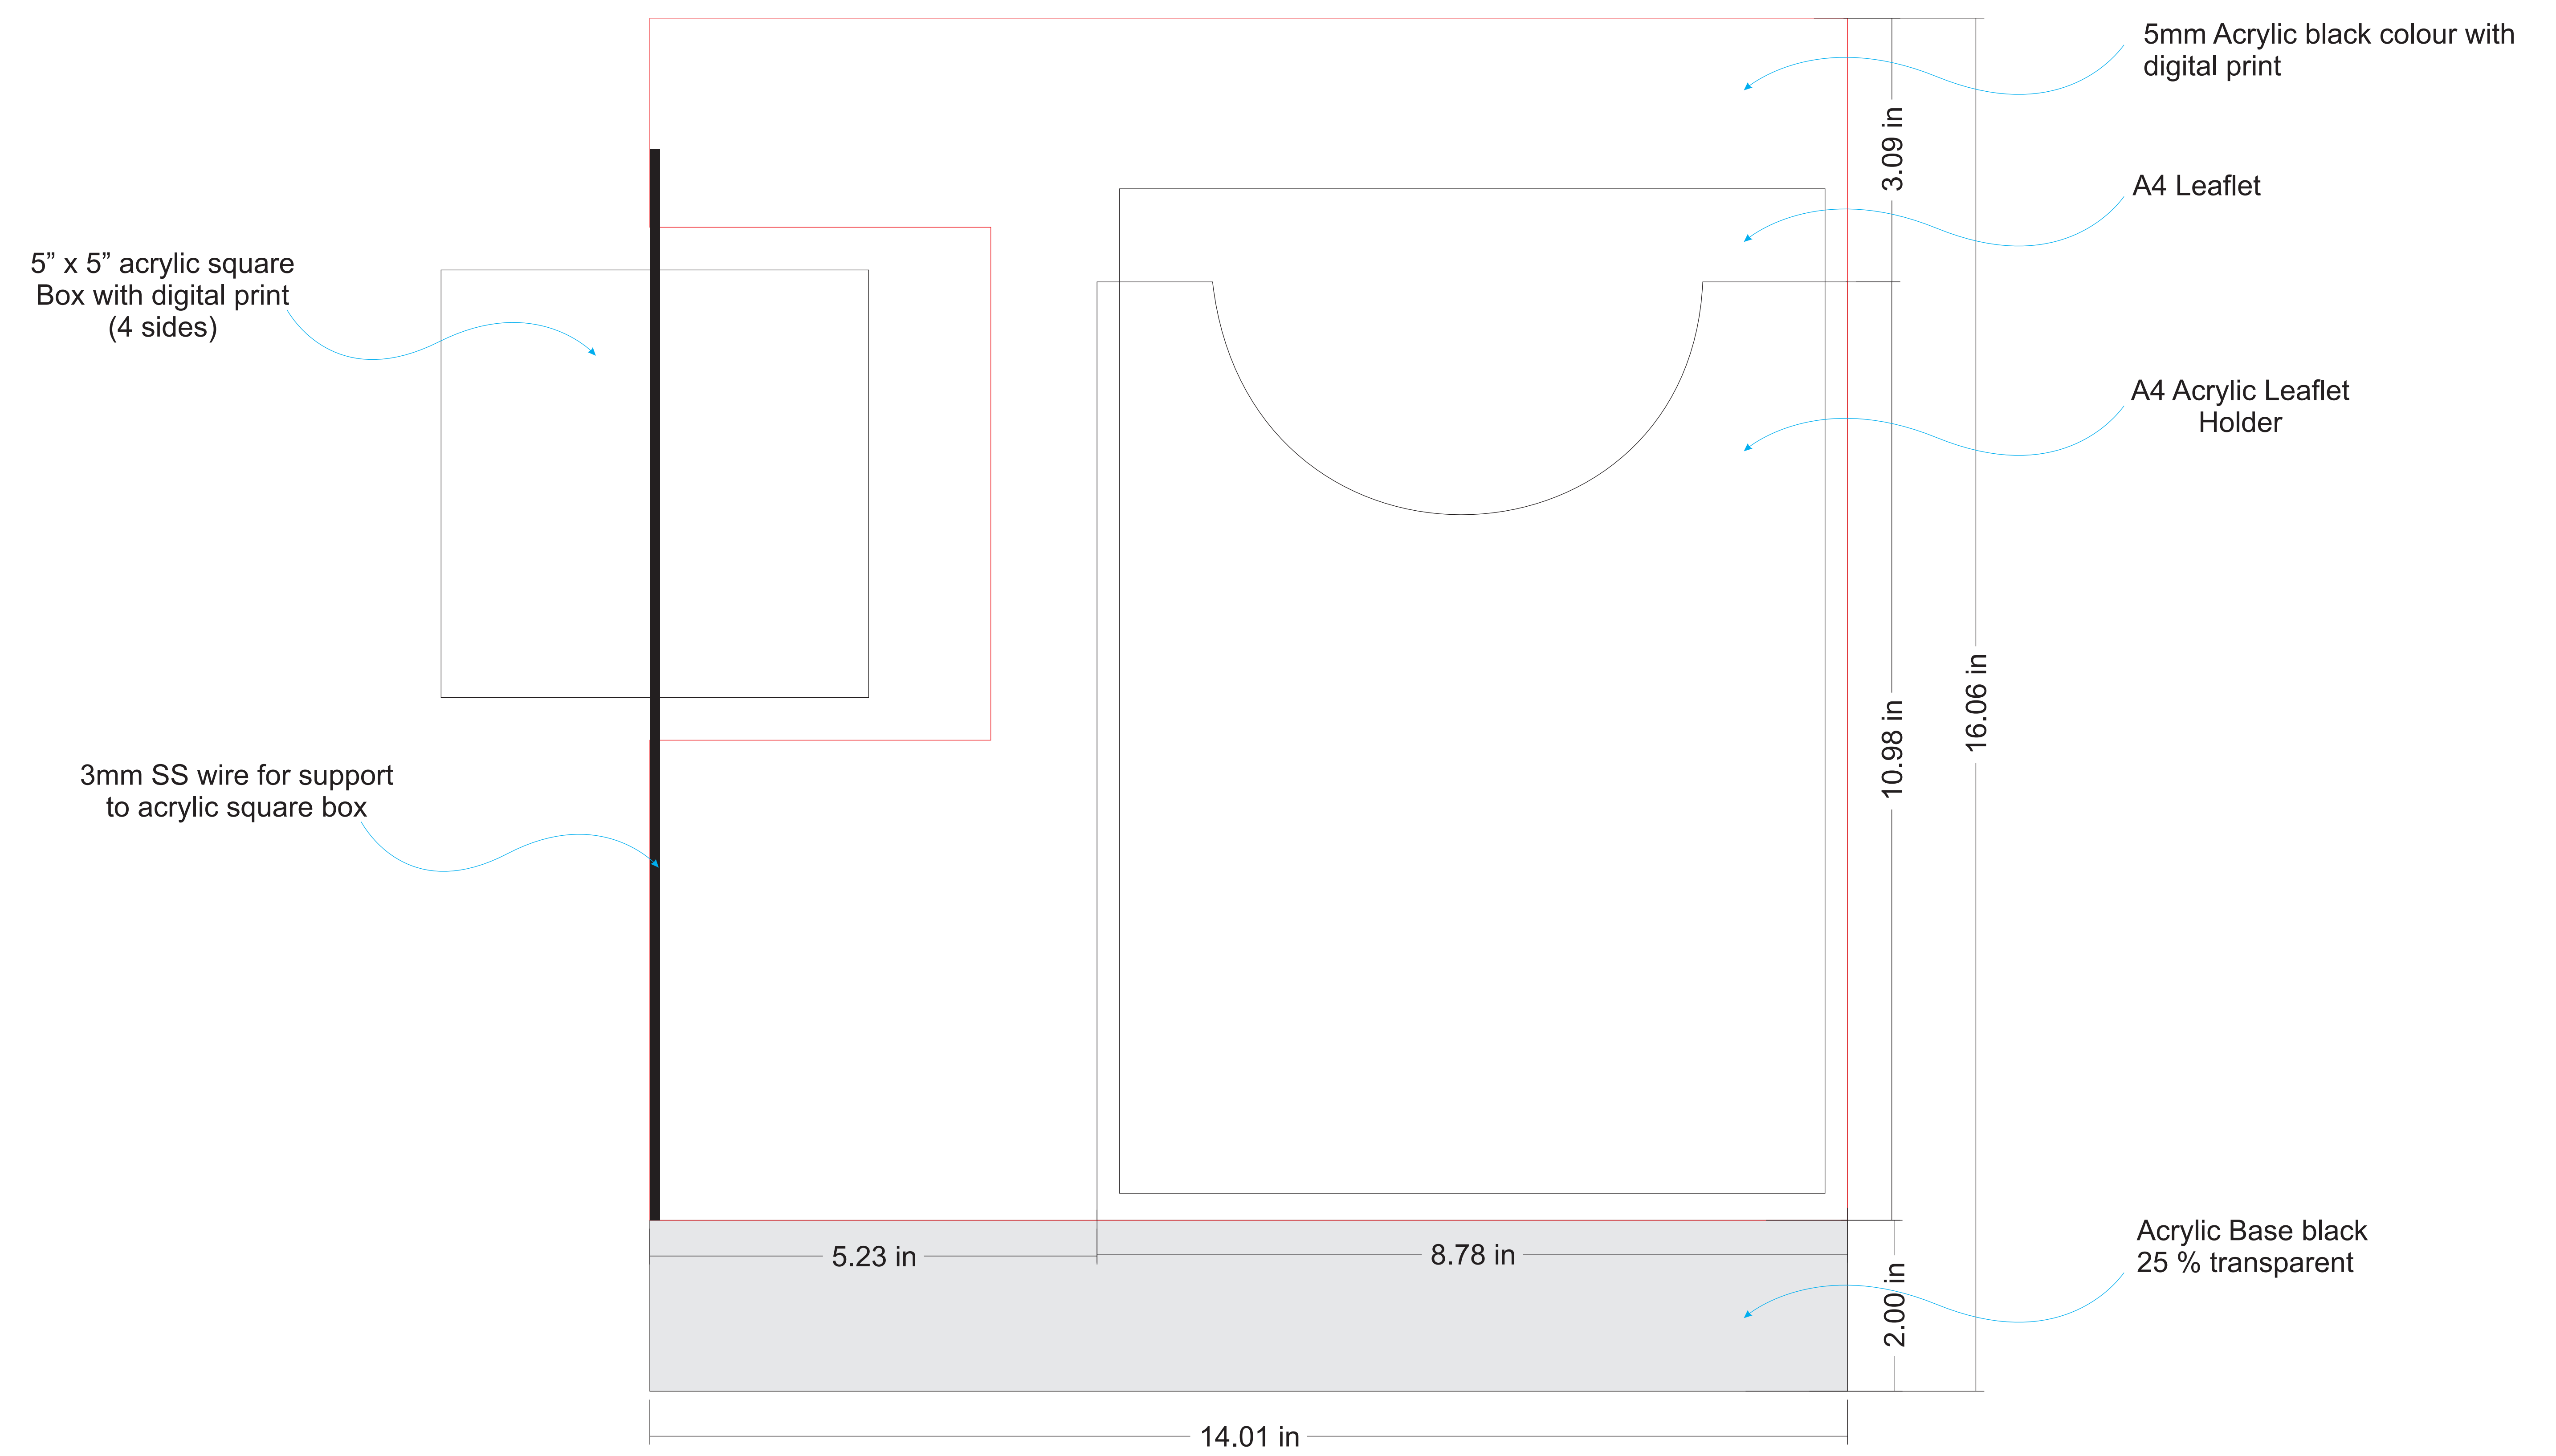 5mm Acrylic black colour with
digital print
3.09 in
A4 Leaflet
5” x 5” acrylic square
Box with digital print
(4 sides)
A4 Acrylic Leaflet
Holder
10.98 in
16.06 in
3mm SS wire for support
to acrylic square box
5.23 in
8.78 in
2.00 in
Acrylic Base black
25 % transparent
14.01 in